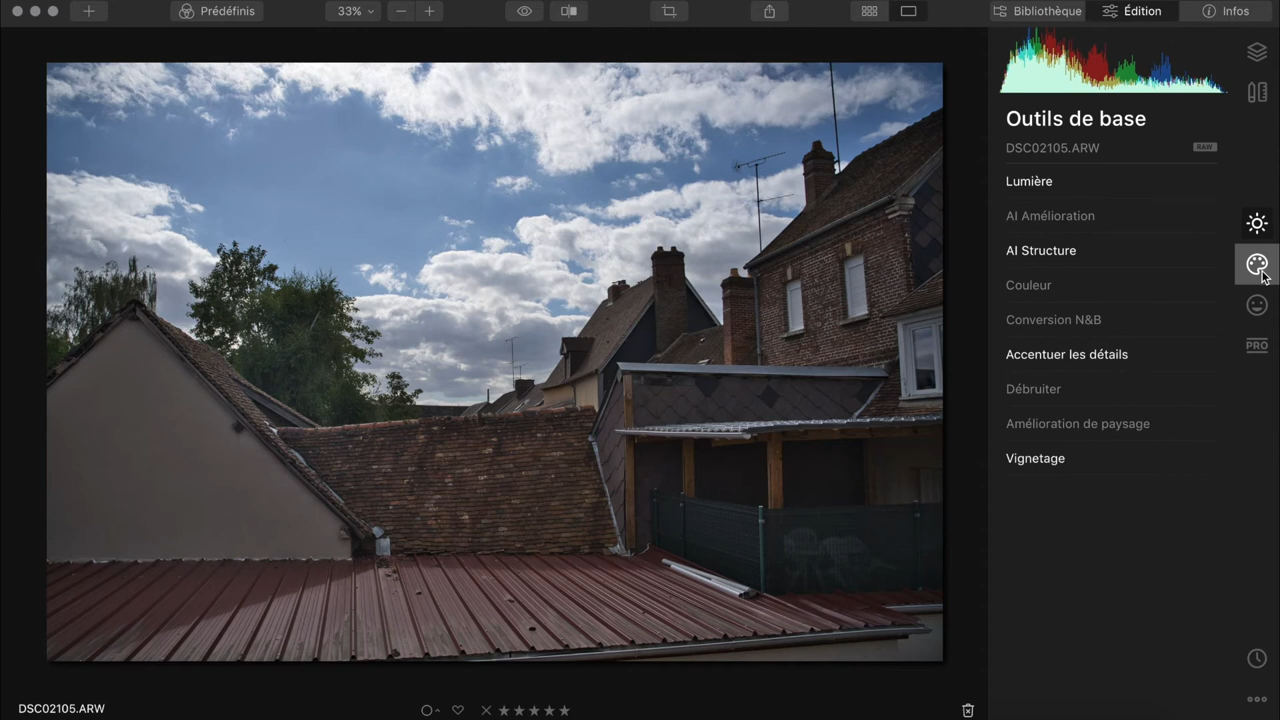 Prédéfinis
33%
Bibliothèque
Édition
Infos
Outils de base
DSC02105.ARW
RAW
Lumière
AI Amélioration
AI Structure
Couleur
Conversion N&B
Accentuer les détails
Débruiter
Amélioration de paysage
Vignetage
PRO
DSC02105.ARW